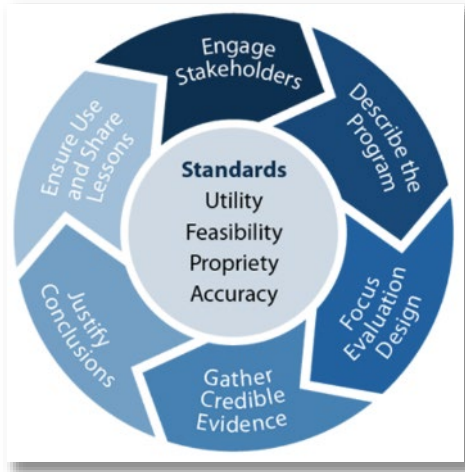 Engage
Stakeholders
Describe the
Program
Focus
Evaluation
Design
Gather
Credible
Evidence
Justify
Conclusions
Ensure Use
and Share
Lessons
Standards
Utility
Feasibility
Propriety
Accuracy